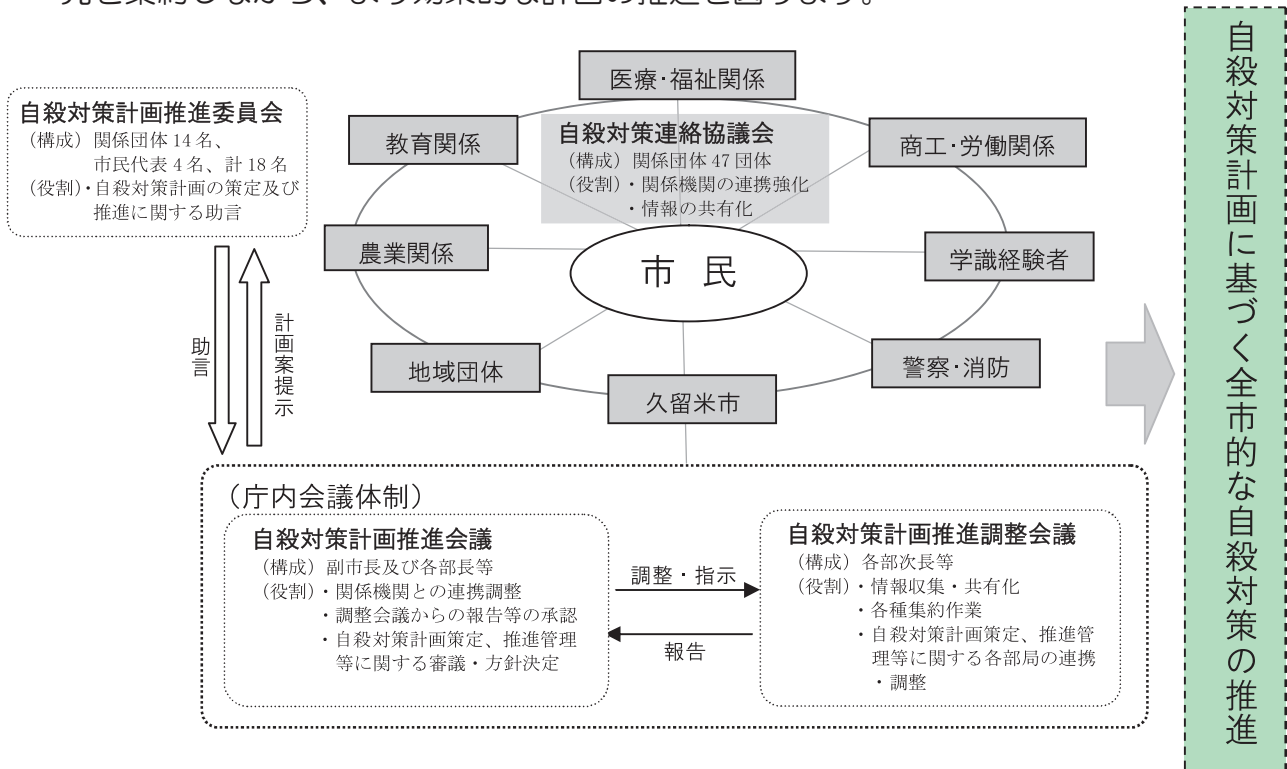 見を集約しながら、より効果的な計画の推進を図ります。
医療・福祉関係
自殺対策計画推進委員会
(構成) 関係団体 14 名、
市民代表 4 名、計 18 名
(役割)・自殺対策計画の策定及び
推進に関する助言
教育関係
自殺対策連絡協議会
(構成) 関係団体 47 団体
(役割)・関係機関の連携強化
・情報の共有化
商工・労働関係
農業関係
市 民
学識経験者
助言
計画案提示
地域団体
久留米市
警察・消防
(庁内会議体制)
自殺対策計画推進会議
(構成) 副市長及び各部長等
(役割)・関係機関との連携調整
・調整会議からの報告等の承認
・自殺対策計画策定、推進管理
等に関する審議・方針決定
調整・指示
報告
自殺対策計画推進調整会議
(構成) 各部次長等
(役割)・情報収集・共有化
・各種集約作業
・自殺対策計画策定、推進管
理等に関する各部局の連携
・調整
自殺対策計画に基づく全市的な自殺対策の推進